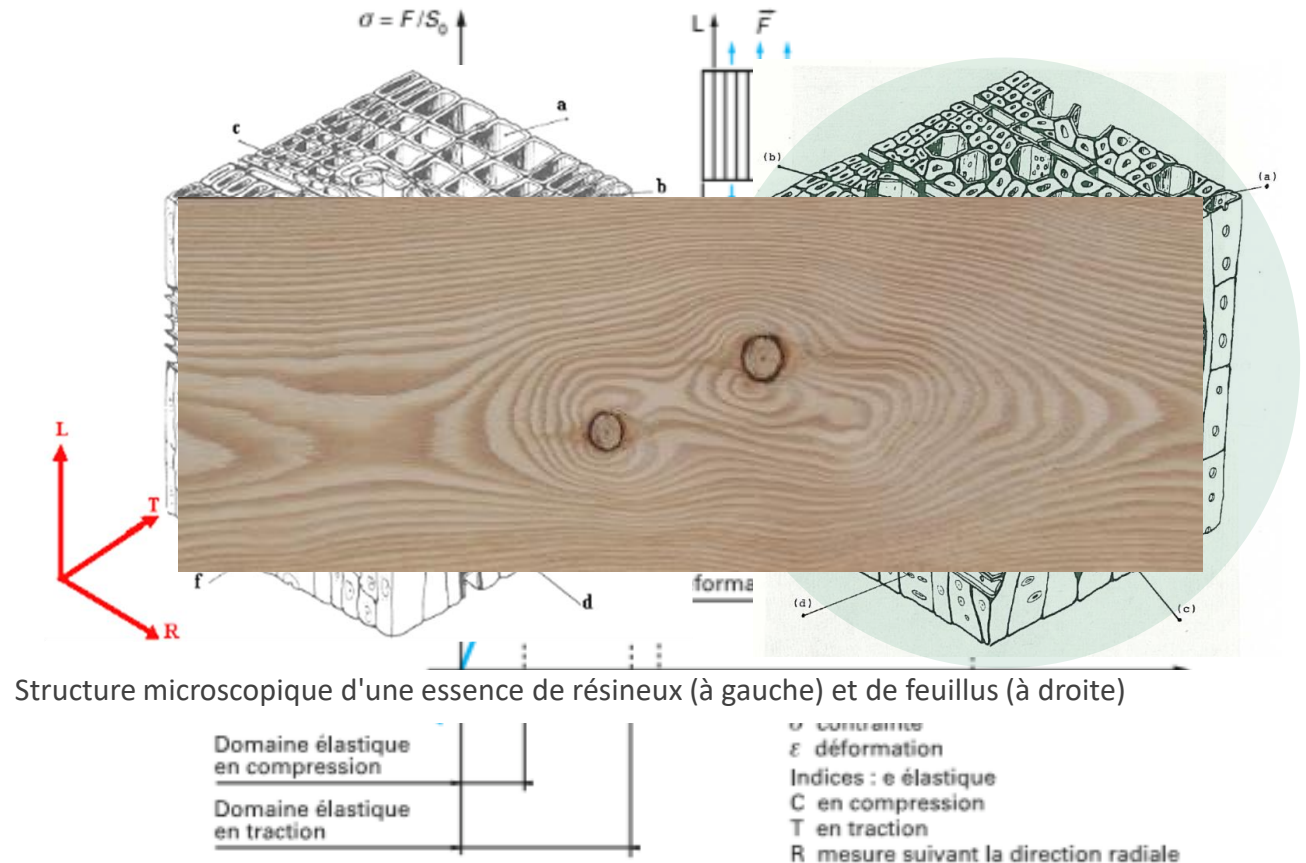 σ = F/S₀
L F̅
a
c
b
(b)
(a)
L
T
R
f
d
forma
(d)
(c)
Structure microscopique d'une essence de résineux (à gauche) et de feuillus (à droite)
Domaine élastique
en compression
Domaine élastique
en traction
σ contrainte
ε déformation
Indices : e élastique
C en compression
T en traction
R mesure suivant la direction radiale